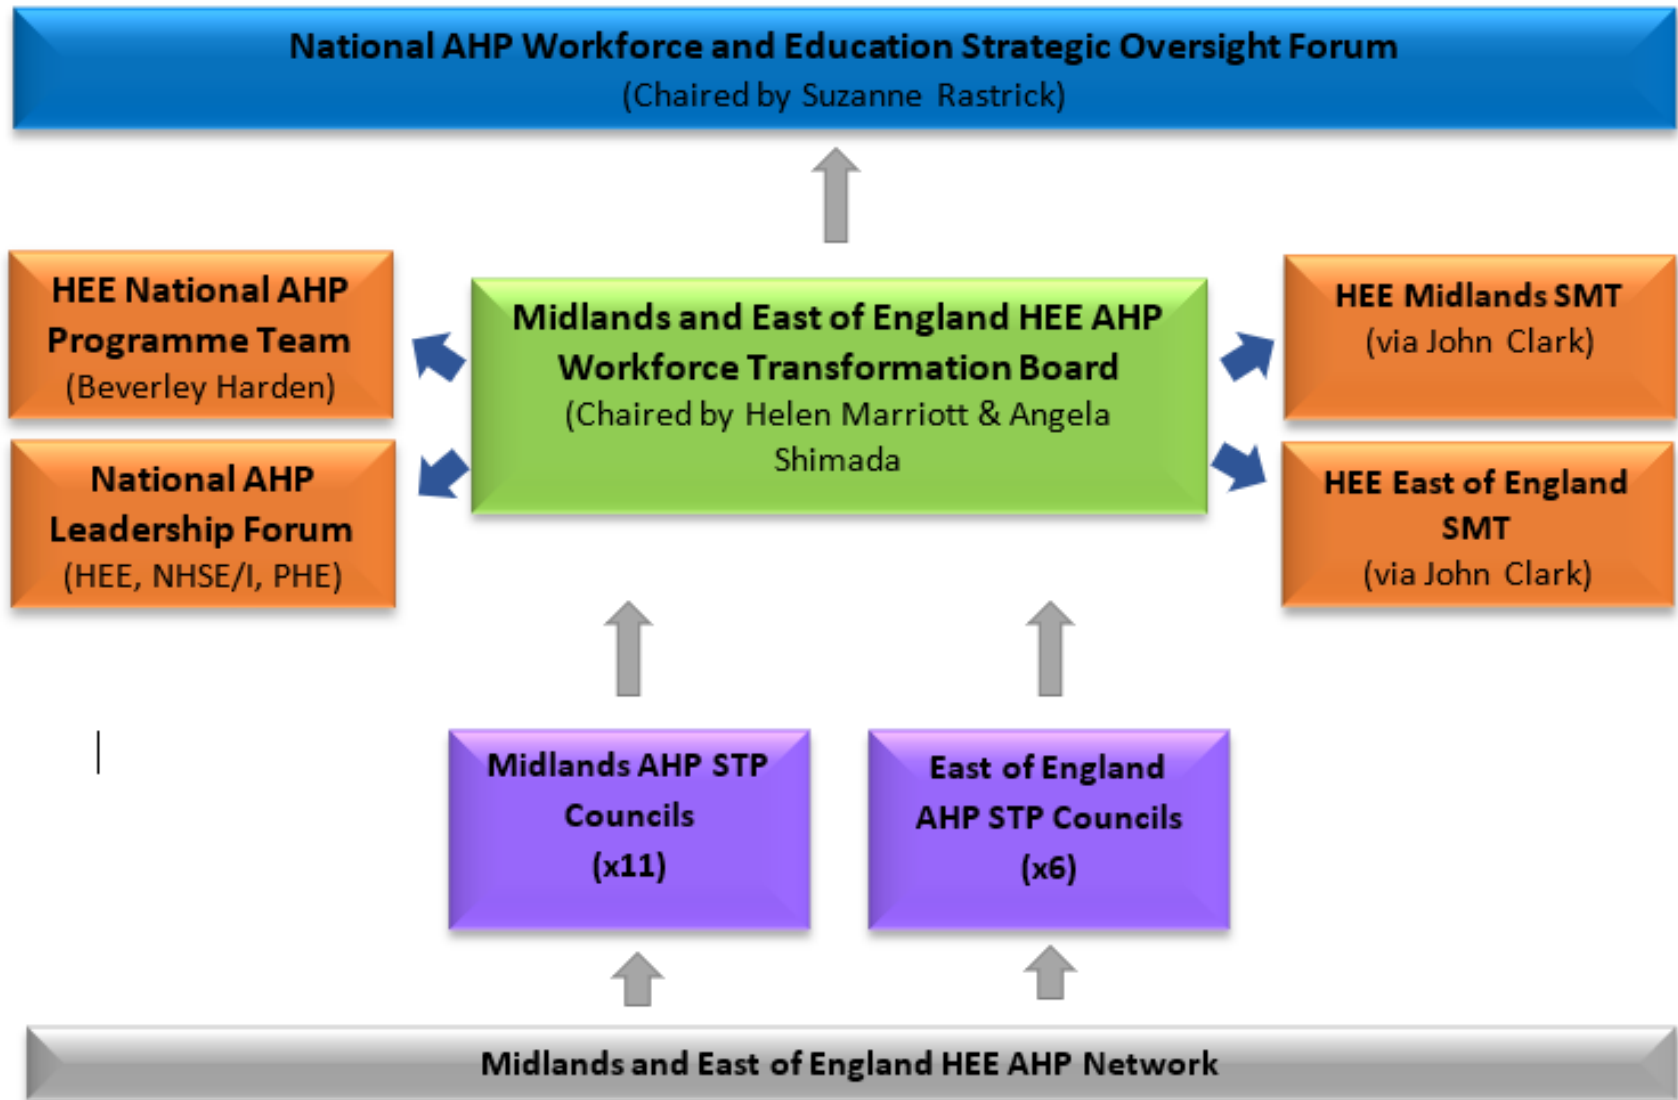 National AHP Workforce and Education Strategic Oversight Forum
(Chaired by Suzanne Rastrick)
HEE National AHP
Programme Team
(Beverley Harden)
Midlands and East of England HEE AHP
Workforce Transformation Board
(Chaired by Helen Marriott & Angela
Shimada
HEE Midlands SMT
(via John Clark)
National AHP
Leadership Forum
(HEE, NHSE/I, PHE)
HEE East of England
SMT
(via John Clark)
Midlands AHP STP
Councils
(x11)
East of England
AHP STP Councils
(x6)
Midlands and East of England HEE AHP Network